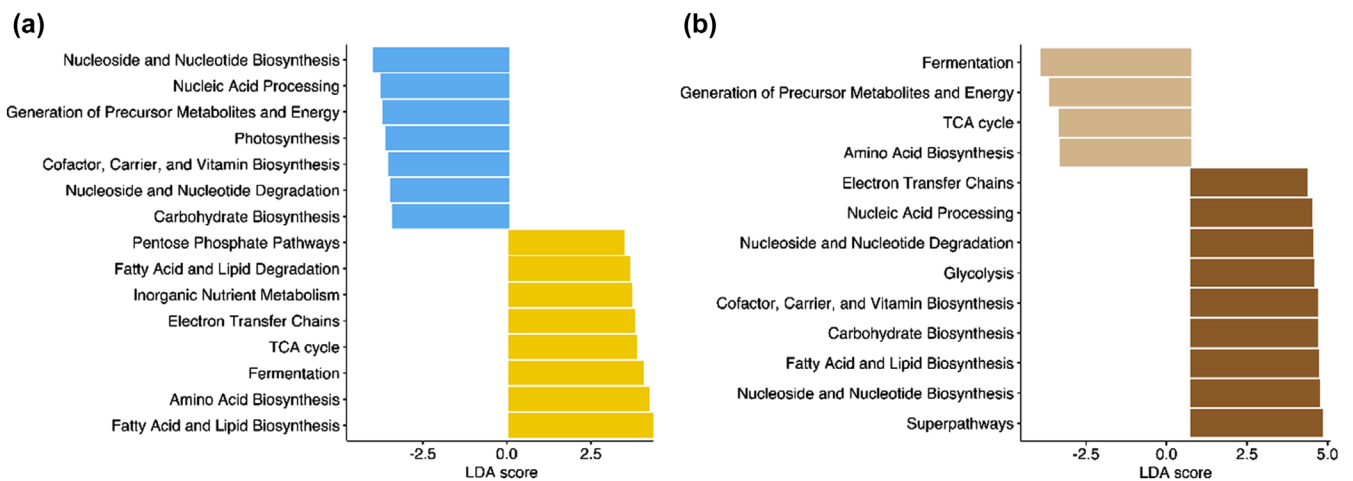 (a)
Nucleoside and Nucleotide Biosynthesis
Nucleic Acid Processing
Generation of Precursor Metabolites and Energy
Photosynthesis
Cofactor, Carrier, and Vitamin Biosynthesis
Nucleoside and Nucleotide Degradation
Carbohydrate Biosynthesis
Pentose Phosphate Pathways
Fatty Acid and Lipid Degradation
Inorganic Nutrient Metabolism
Electron Transfer Chains
TCA cycle
Fermentation
Amino Acid Biosynthesis
Fatty Acid and Lipid Biosynthesis
-2.5 0.0 2.5
LDA score
(b)
Fermentation
Generation of Precursor Metabolites and Energy
TCA cycle
Amino Acid Biosynthesis
Electron Transfer Chains
Nucleic Acid Processing
Nucleoside and Nucleotide Degradation
Glycolysis
Cofactor, Carrier, and Vitamin Biosynthesis
Carbohydrate Biosynthesis
Fatty Acid and Lipid Biosynthesis
Nucleoside and Nucleotide Biosynthesis
Superpathways
-2.5 0.0 2.5 5.0
LDA score